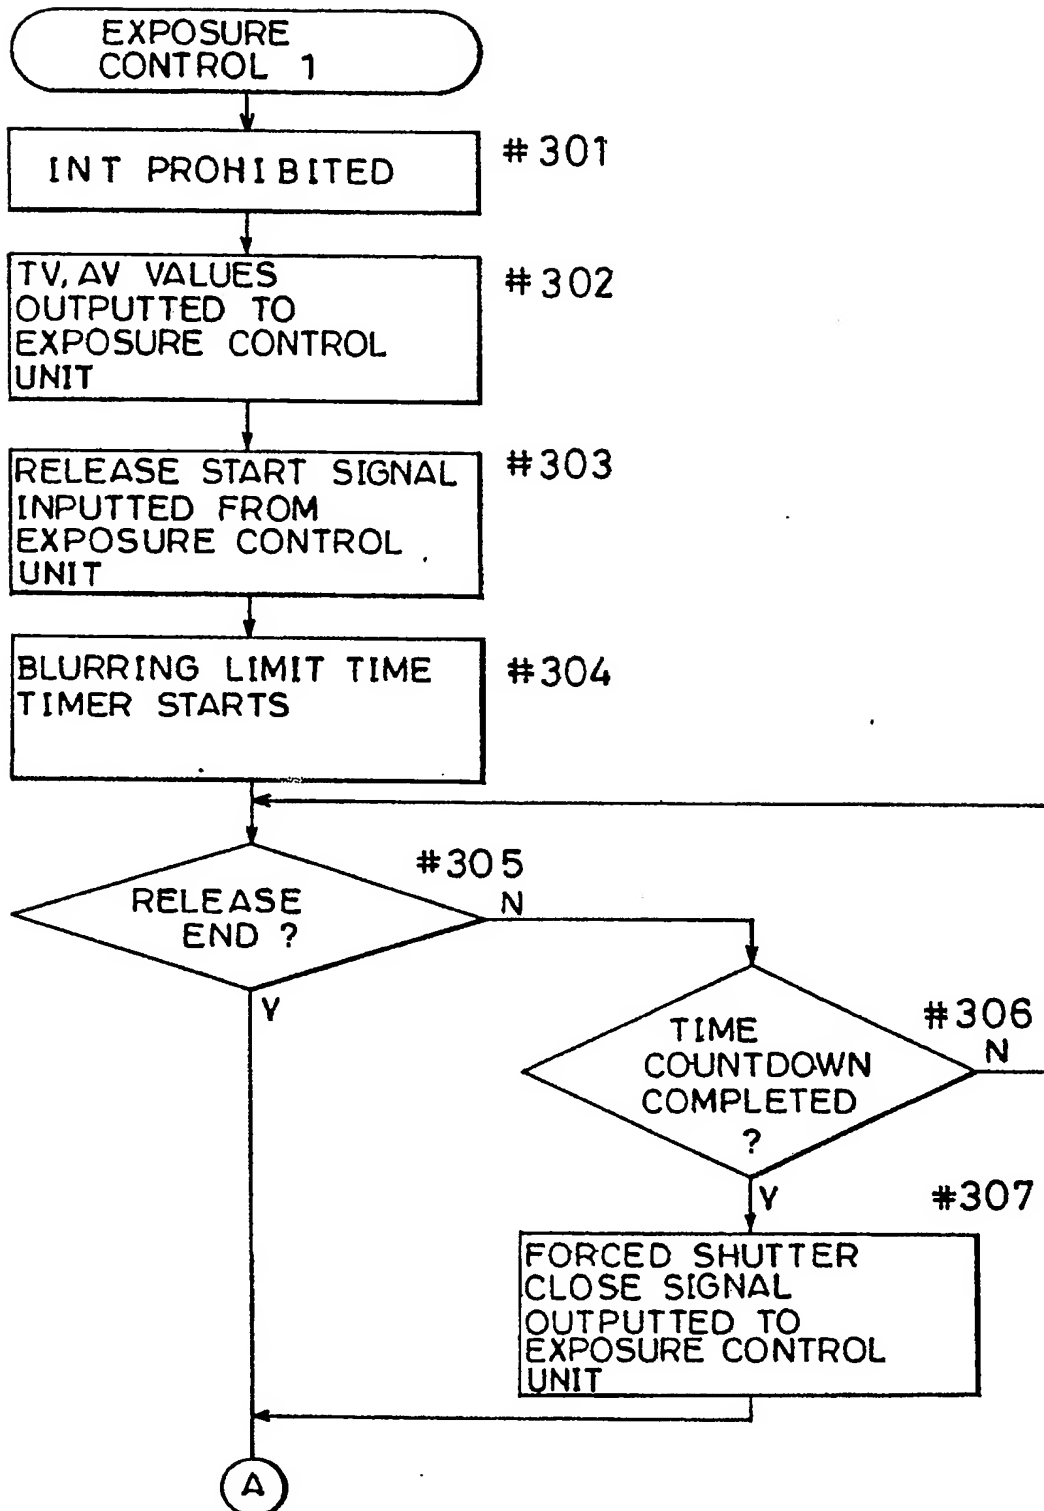 EXPOSURE
CONTROL 1
INT PROHIBITED
#301
TV, AV VALUES
OUTPUTTED TO
EXPOSURE CONTROL
UNIT
#302
RELEASE START SIGNAL
INPUTTED FROM
EXPOSURE CONTROL
UNIT
#303
BLURRING LIMIT TIME
TIMER STARTS
#304
#305
RELEASE
END ?
N
Y
#306
TIME
COUNTDOWN
COMPLETED
?
N
Y
#307
FORCED SHUTTER
CLOSE SIGNAL
OUTPUTTED TO
EXPOSURE CONTROL
UNIT
A